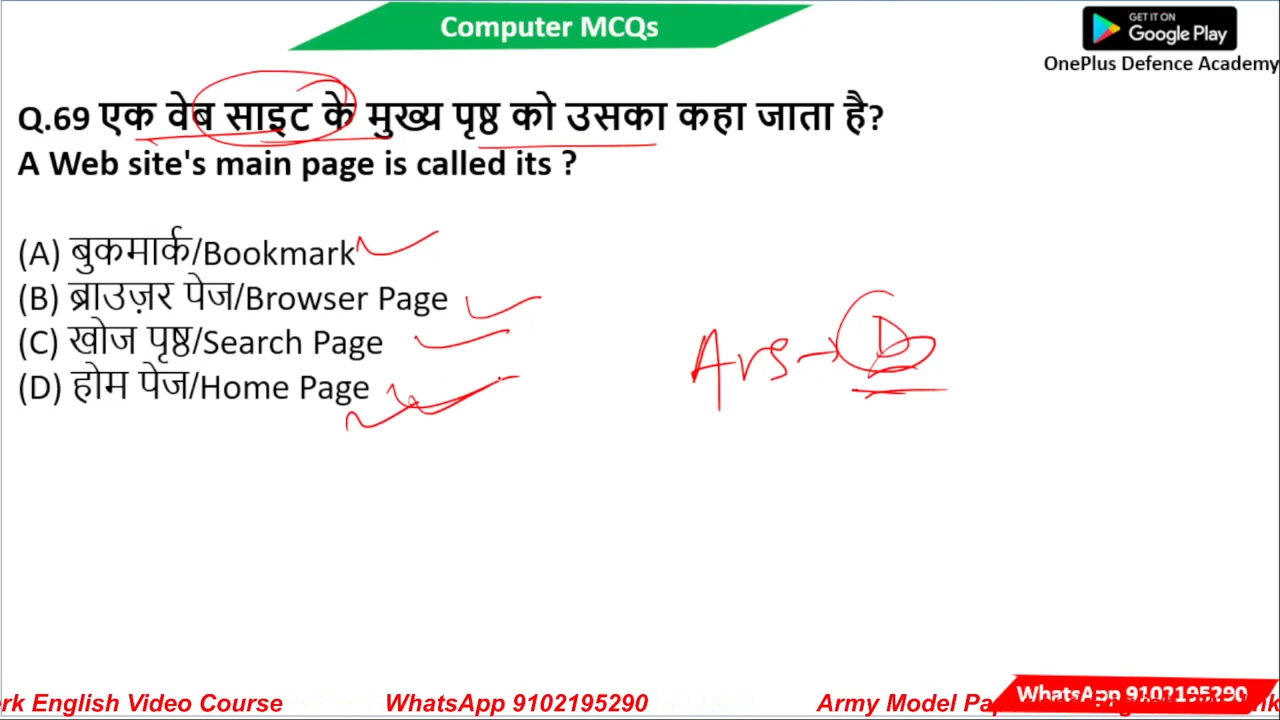 Computer MCQs
GET IT ON
Google Play
OnePlus Defence Academy
Q.69 एक वेब साइट के मुख्य पृष्ठ को उसका कहा जाता है?
A Web site's main page is called its ?
(A) बुकमार्क/Bookmark
(B) ब्राउज़र पेज/Browser Page
(C) खोज पृष्ठ/Search Page
(D) होम पेज/Home Page
Ans → D
WhatsApp 9102195290
rk English Video Course WhatsApp 9102195290 Army Model Pap